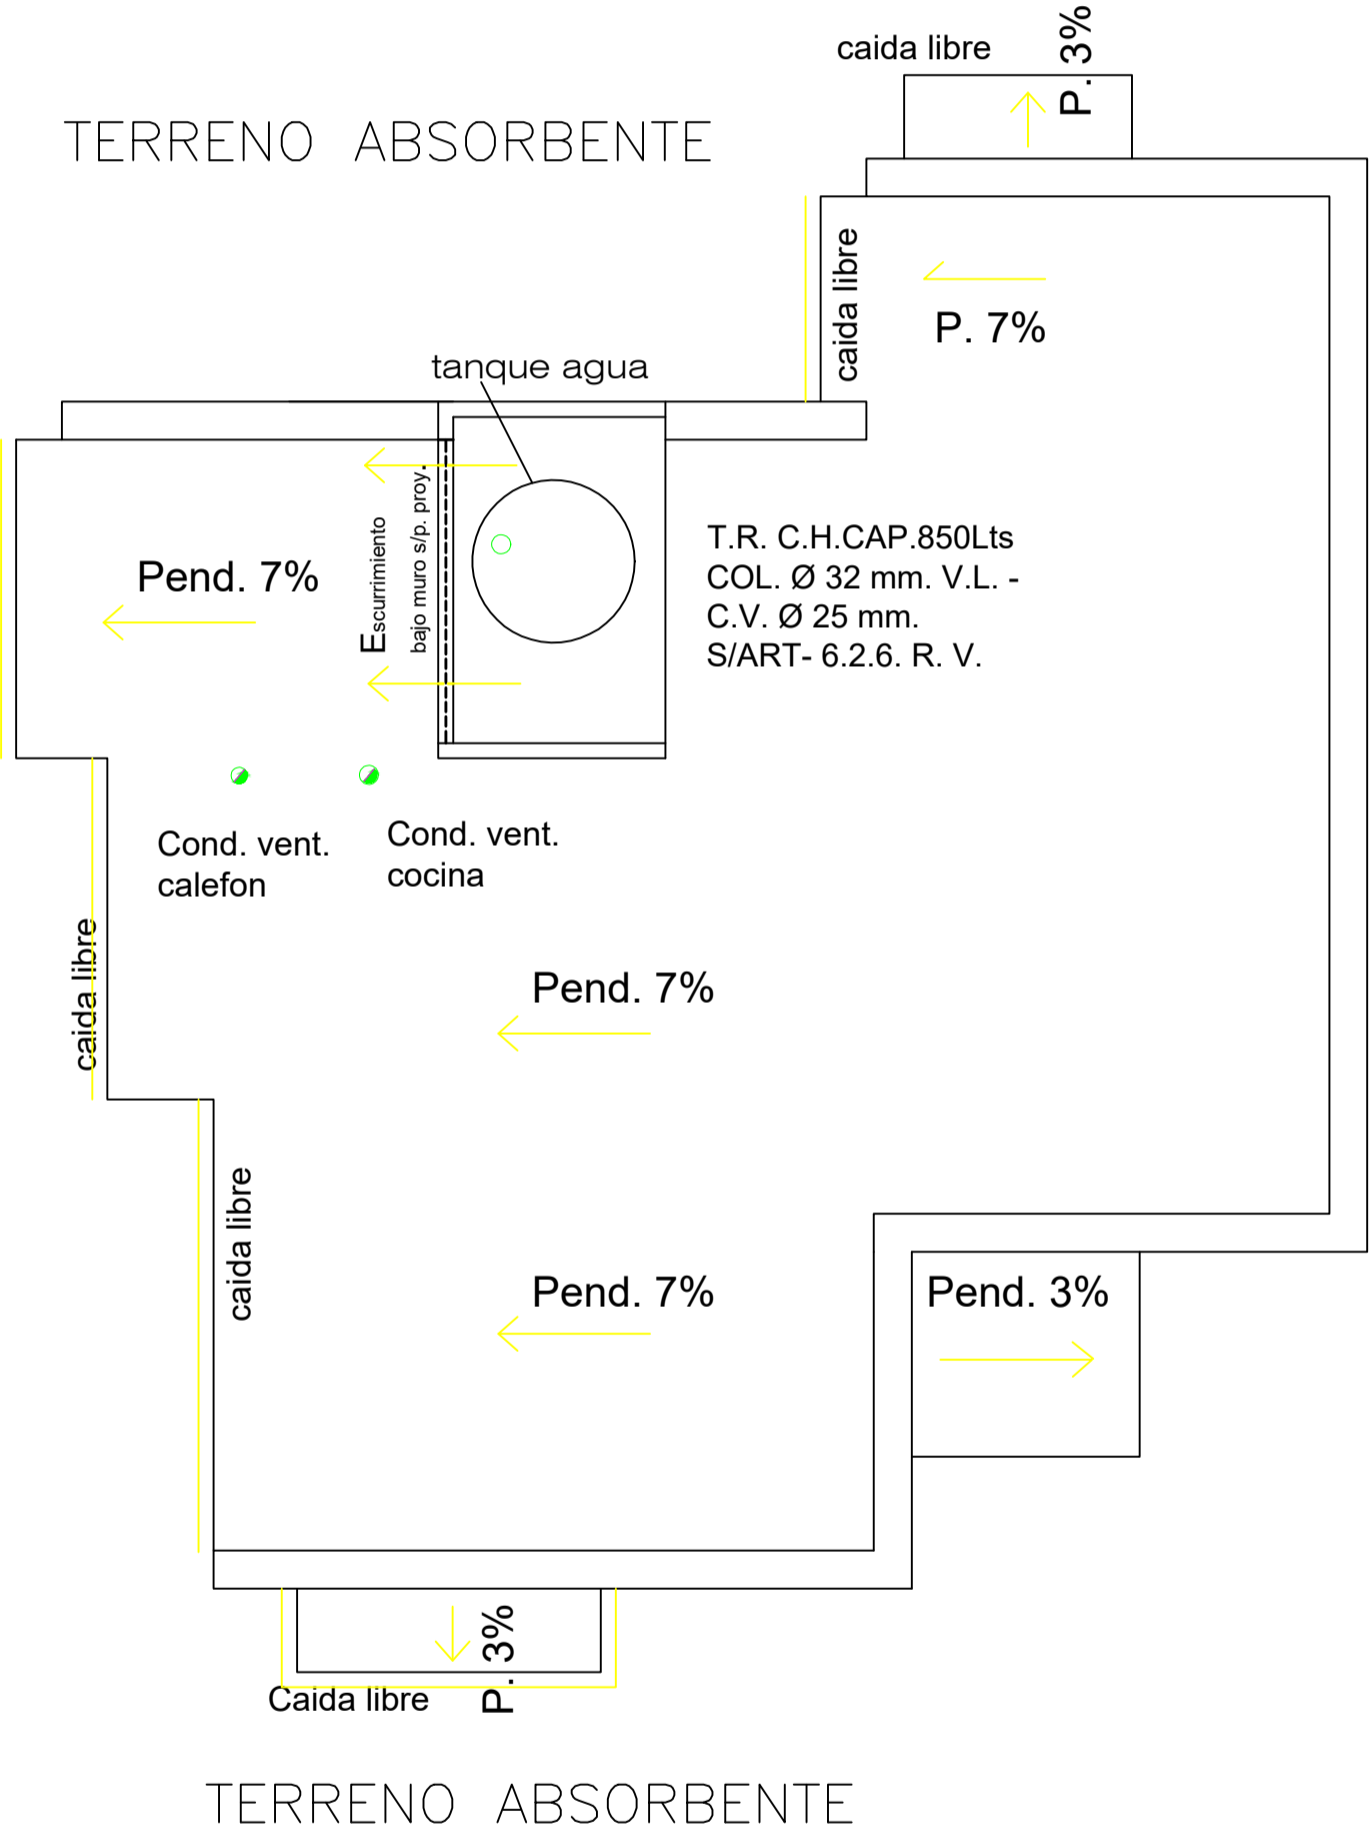 caida libre
P. 3%
TERRENO ABSORBENTE
caida libre
P. 7%
tanque agua
Escurrimiento
bajo muro s/p. proy.
T.R. C.H.CAP.850Lts
COL. Ø 32 mm. V.L. -
C.V. Ø 25 mm.
S/ART- 6.2.6. R. V.
Pend. 7%
Cond. vent.
calefon
Cond. vent.
cocina
caida libre
Pend. 7%
caida libre
Pend. 7%
Pend. 3%
P. 3%
Caida libre
TERRENO ABSORBENTE